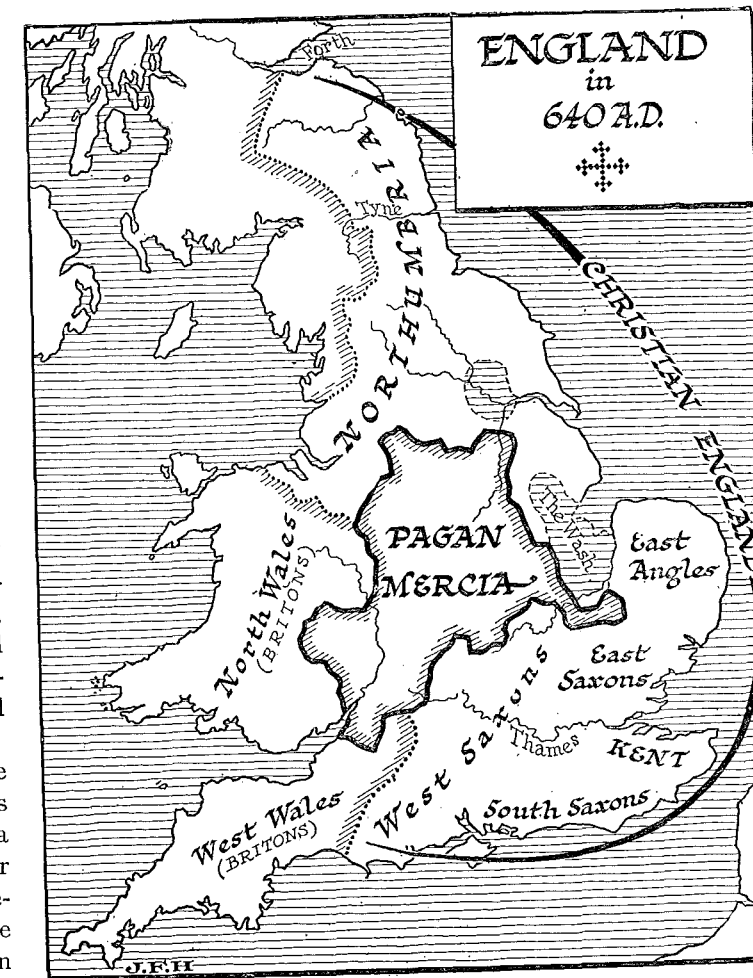 ENGLAND
in
640 A.D.
Forth
Tyne
NORTHUMBRIA
CHRISTIAN ENGLAND
PAGAN
MERCIA
The Wash
East
Angles
North Wales
(BRITONS)
East
Saxons
West Saxons
Thames
KENT
South Saxons
West Wales
(BRITONS)
J.F.H